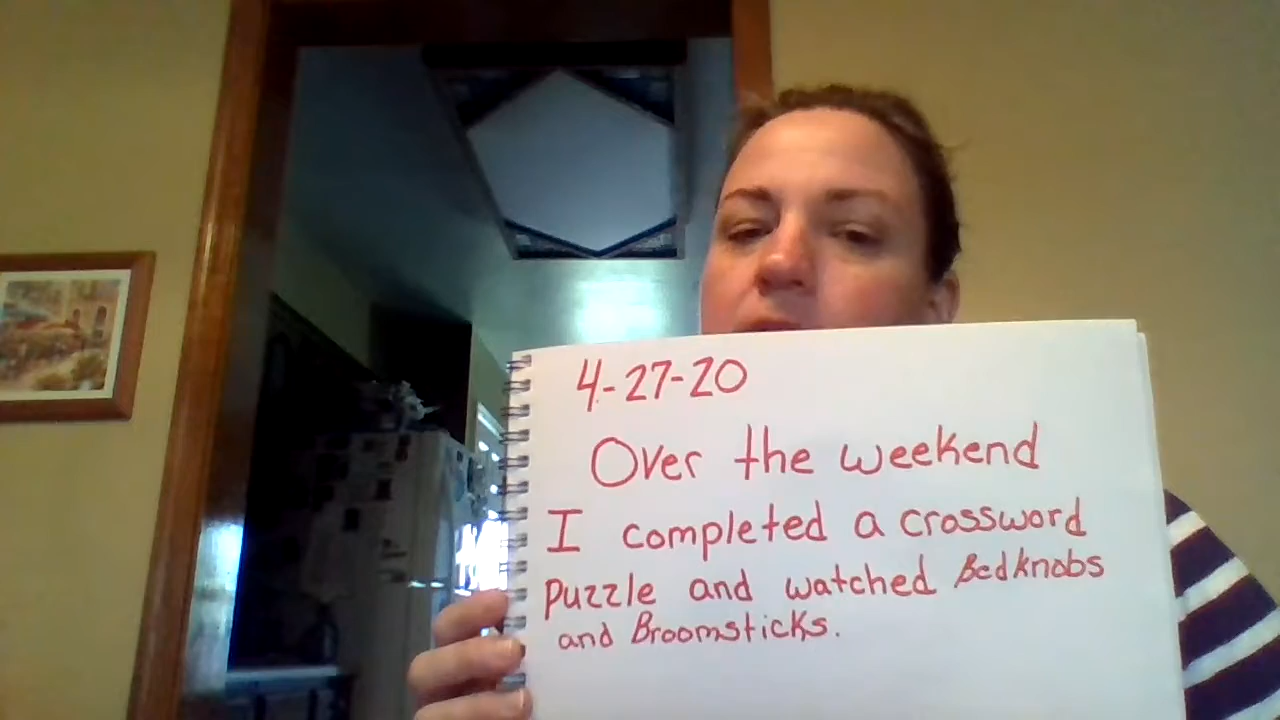 4-27-20
Over the weekend
I completed a crossword
puzzle and watched Bedknobs
and Broomsticks.